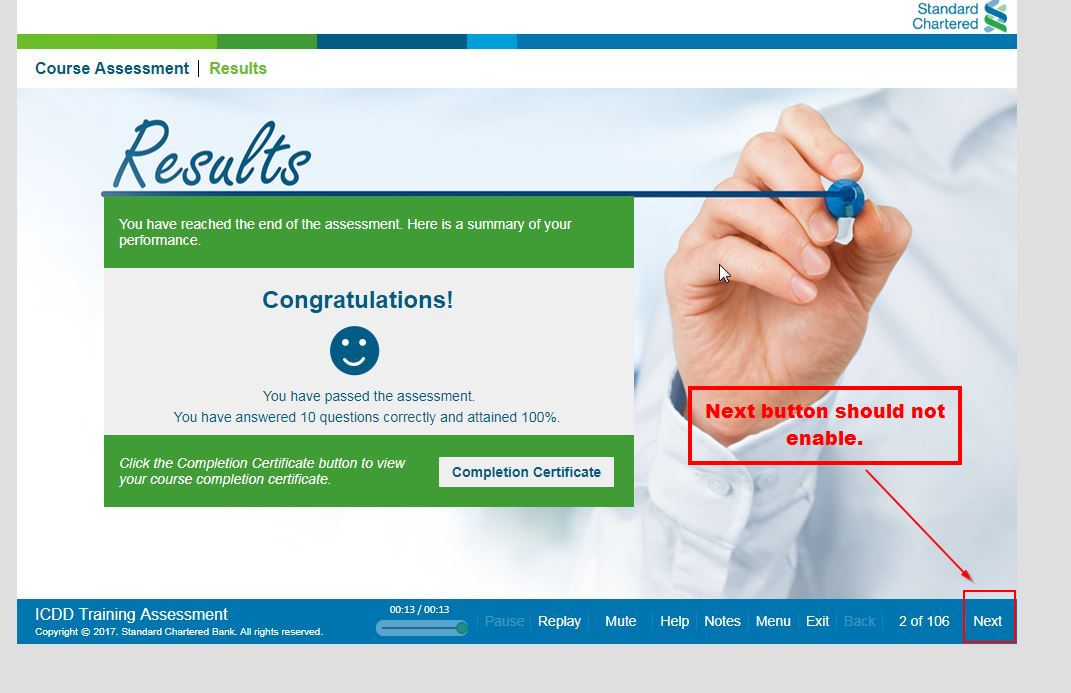 Standard
Chartered
Course Assessment | Results
Results
You have reached the end of the assessment. Here is a summary of your
performance.
Congratulations!
You have passed the assessment.
You have answered 10 questions correctly and attained 100%.
Click the Completion Certificate button to view
your course completion certificate.
Completion Certificate
Next button should not
enable.
ICDD Training Assessment
Copyright © 2017. Standard Chartered Bank. All rights reserved.
00:13 / 00:13
Pause Replay Mute Help Notes Menu Exit Back 2 of 106 Next